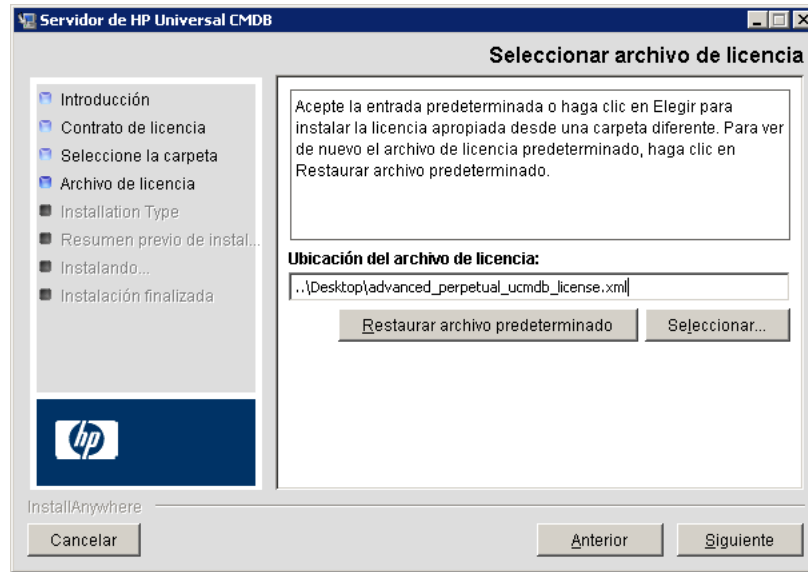 Servidor de HP Universal CMDB
Seleccionar archivo de licencia
Introducción
Contrato de licencia
Seleccione la carpeta
Archivo de licencia
Installation Type
Resumen previo de instal...
Instalando...
Instalación finalizada
Acepte la entrada predeterminada o haga clic en Elegir para
instalar la licencia apropiada desde una carpeta diferente. Para ver
de nuevo el archivo de licencia predeterminado, haga clic en
Restaurar archivo predeterminado.
Ubicación del archivo de licencia:
..\Desktop\advanced_perpetual_ucmdb_license.xml
Restaurar archivo predeterminado
Seleccionar...
hp
InstallAnywhere
Cancelar
Anterior
Siguiente